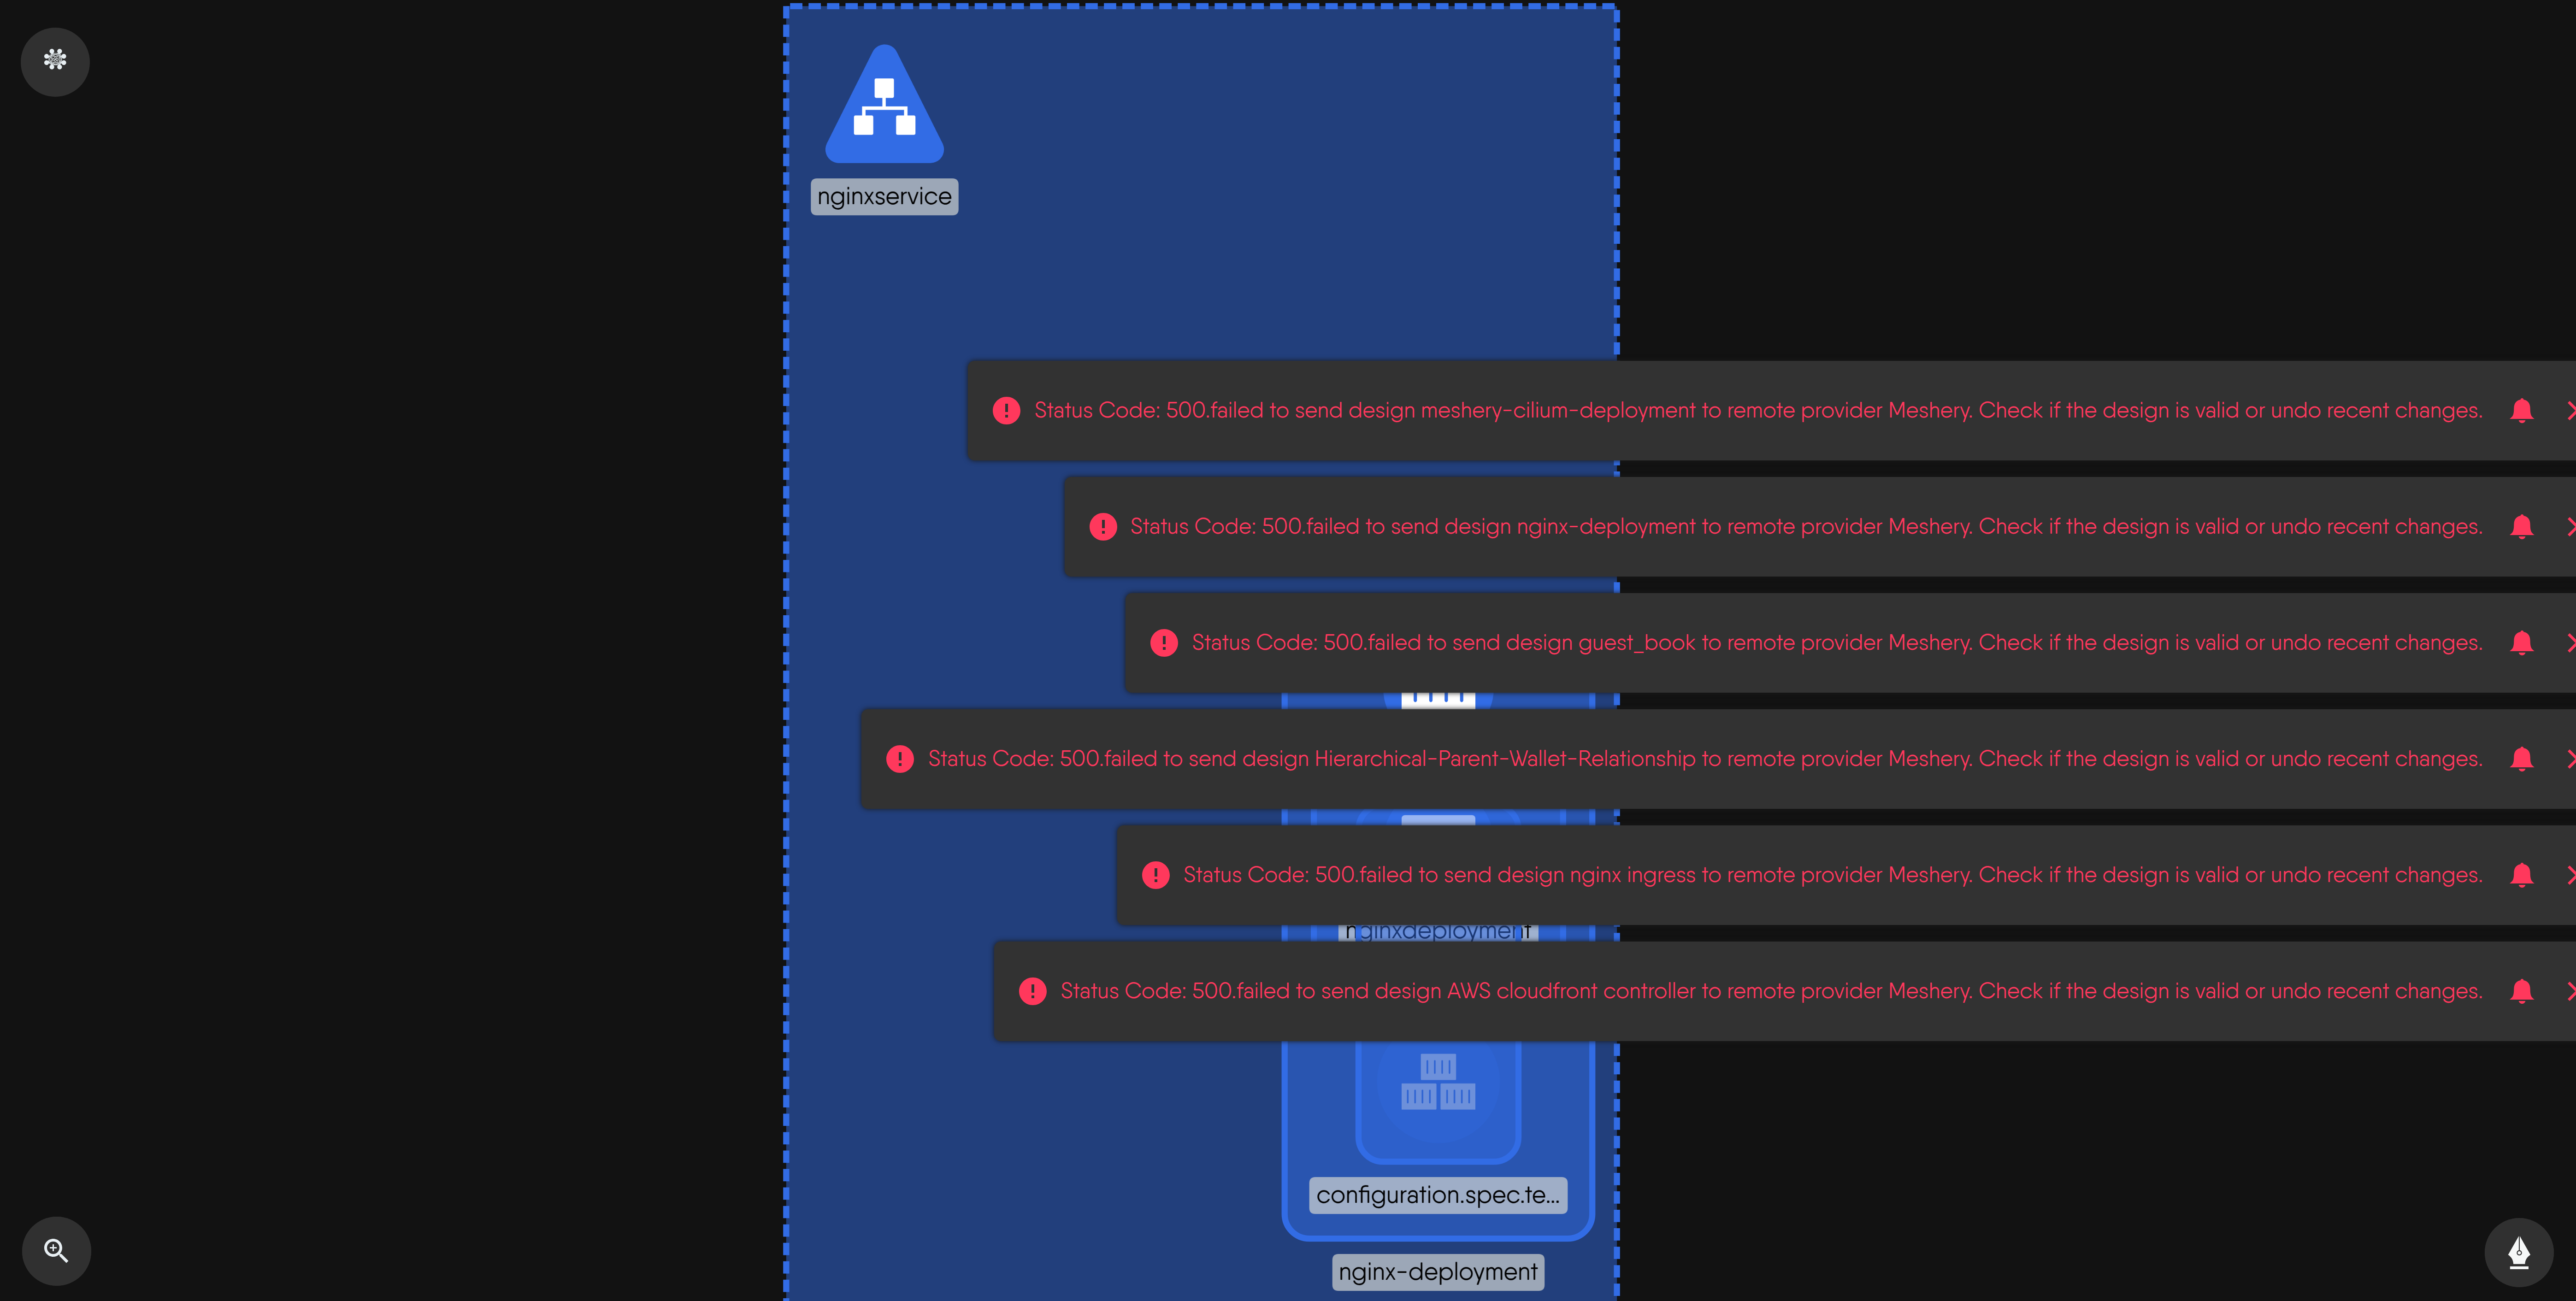 nginxservice
Status Code: 500.failed to send design meshery-cilium-deployment to remote provider Meshery. Check if the design is valid or undo recent changes.
Status Code: 500.failed to send design nginx-deployment to remote provider Meshery. Check if the design is valid or undo recent changes.
Status Code: 500.failed to send design guest_book to remote provider Meshery. Check if the design is valid or undo recent changes.
Status Code: 500.failed to send design Hierarchical-Parent-Wallet-Relationship to remote provider Meshery. Check if the design is valid or undo recent changes.
Status Code: 500.failed to send design nginx ingress to remote provider Meshery. Check if the design is valid or undo recent changes.
nginxdeployment
Status Code: 500.failed to send design AWS cloudfront controller to remote provider Meshery. Check if the design is valid or undo recent changes.
configuration.spec.te...
nginx-deployment